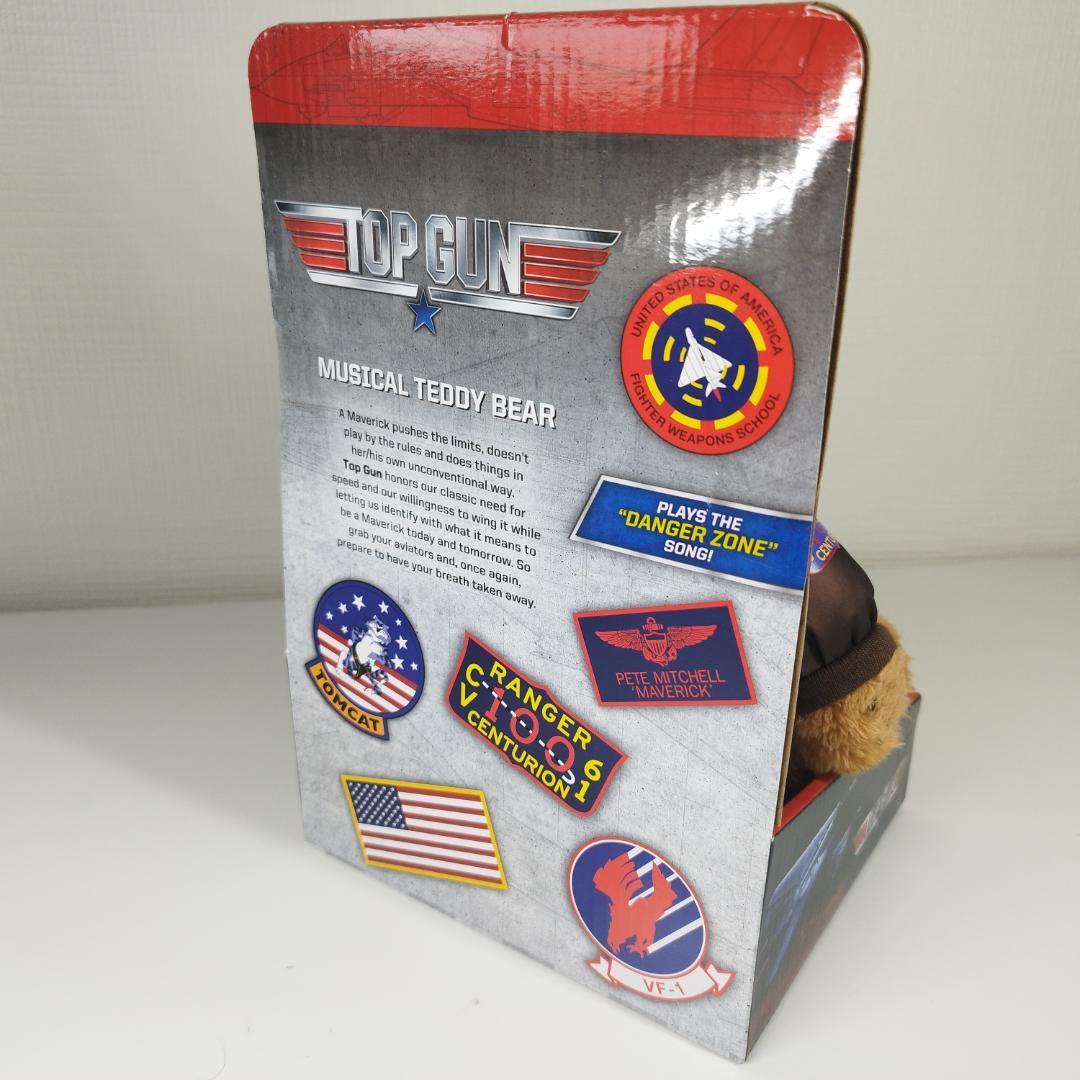 TOP GUN
UNITED STATES OF AMERICA
FIGHTER WEAPONS SCHOOL
MUSICAL TEDDY BEAR
A Maverick pushes the limits, doesn't
play by the rules and does things in
her/his own unconventional way.
Top Gun honors our classic need for
speed and our willingness to wing it while
letting us identify with what it means to
be a Maverick today and tomorrow. So
grab your aviators and, once again,
prepare to have your breath taken away.
PLAYS THE
"DANGER ZONE"
SONG!
TOMCAT
RANGER
CV 100 61
CENTURION
PETE MITCHELL
'MAVERICK'
VF-1
TOP GUN